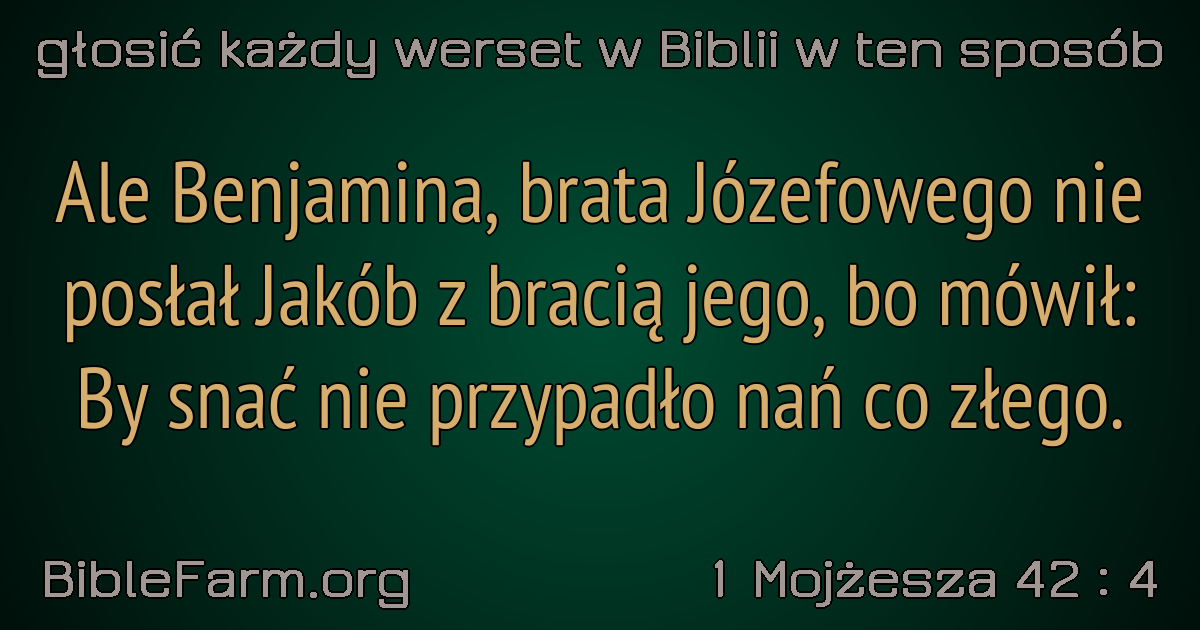 głosić każdy werset w Biblii w ten sposób
Ale Benjamina, brata Józefowego nie
posłał Jakób z bracią jego, bo mówił:
By snać nie przypadło nań co złego.
BibleFarm.org
1 Mojżesza 42 : 4